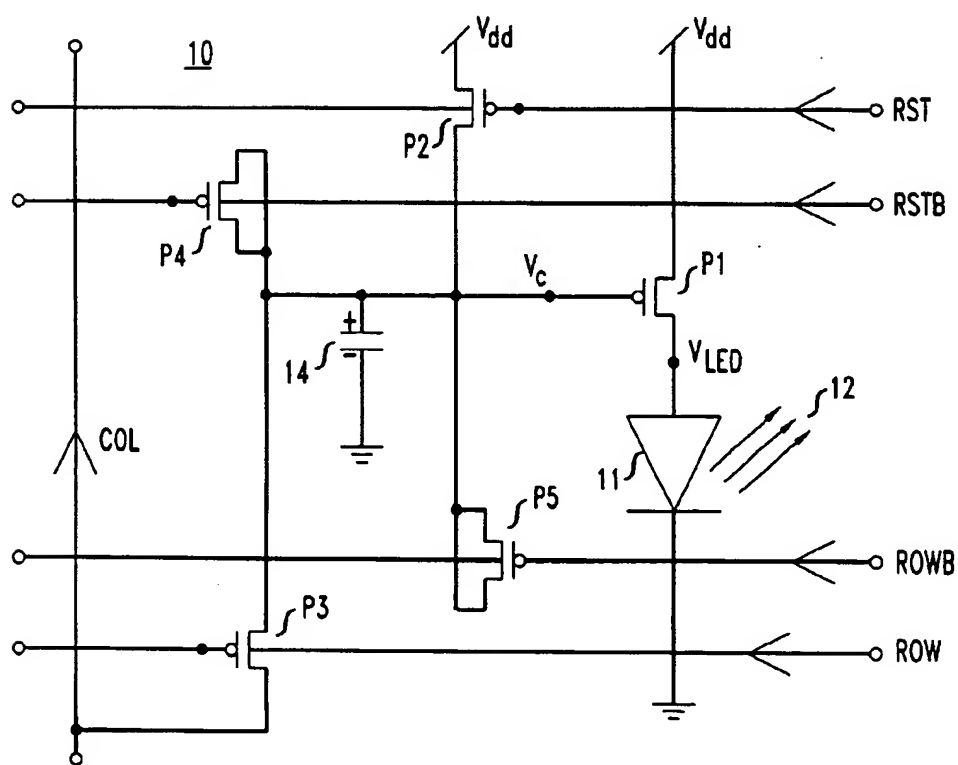 10
V_dd
V_dd
RST
P2
RSTB
P4
V_c
P1
+
-
14
V_LED
12
COL
11
P5
ROWB
P3
ROW